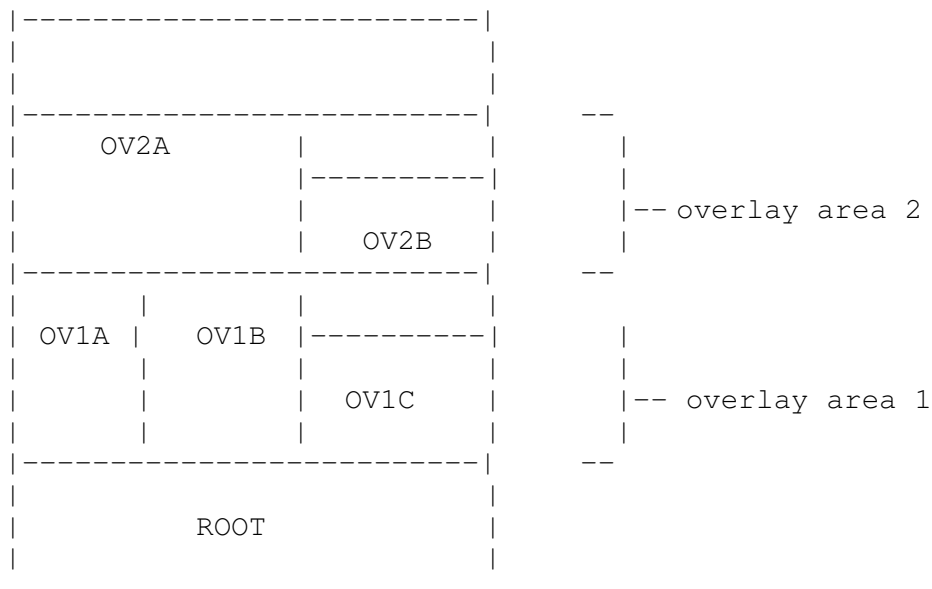 OV2A
overlay area 2
OV2B
OV1A OV1B
OV1C overlay area 1
ROOT